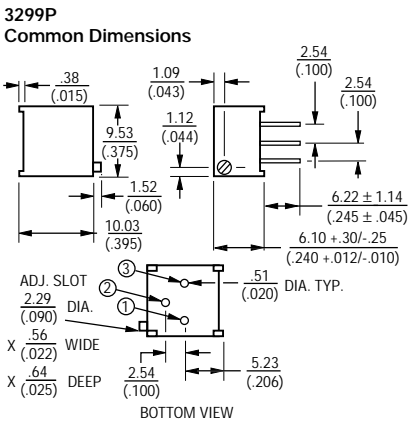 3299P
Common Dimensions
.38
(.015)
1.09
(.043)
2.54
(.100)
2.54
(.100)
9.53
(.375)
1.12
(.044)
1.52
(.060)
6.22 ± 1.14
(.245 ± .045)
10.03
(.395)
6.10 +.30/-.25
(.240 +.012/-.010)
ADJ. SLOT
2.29
(.090) DIA.
X .56
(.022) WIDE
X .64
(.025) DEEP
3
2
1
.51
(.020) DIA. TYP.
2.54
(.100)
5.23
(.206)
BOTTOM VIEW